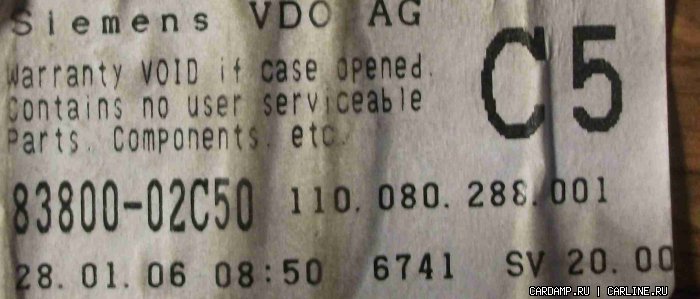 Siemens VDO AG
C5
Warranty VOID if case opened.
Contains no user serviceable
Parts. Components. etc.
83800-02C50 110.080.288.001
28.01.06 08:50 6741 SV 20.00
CARDAMP.RU | CARLINE.RU